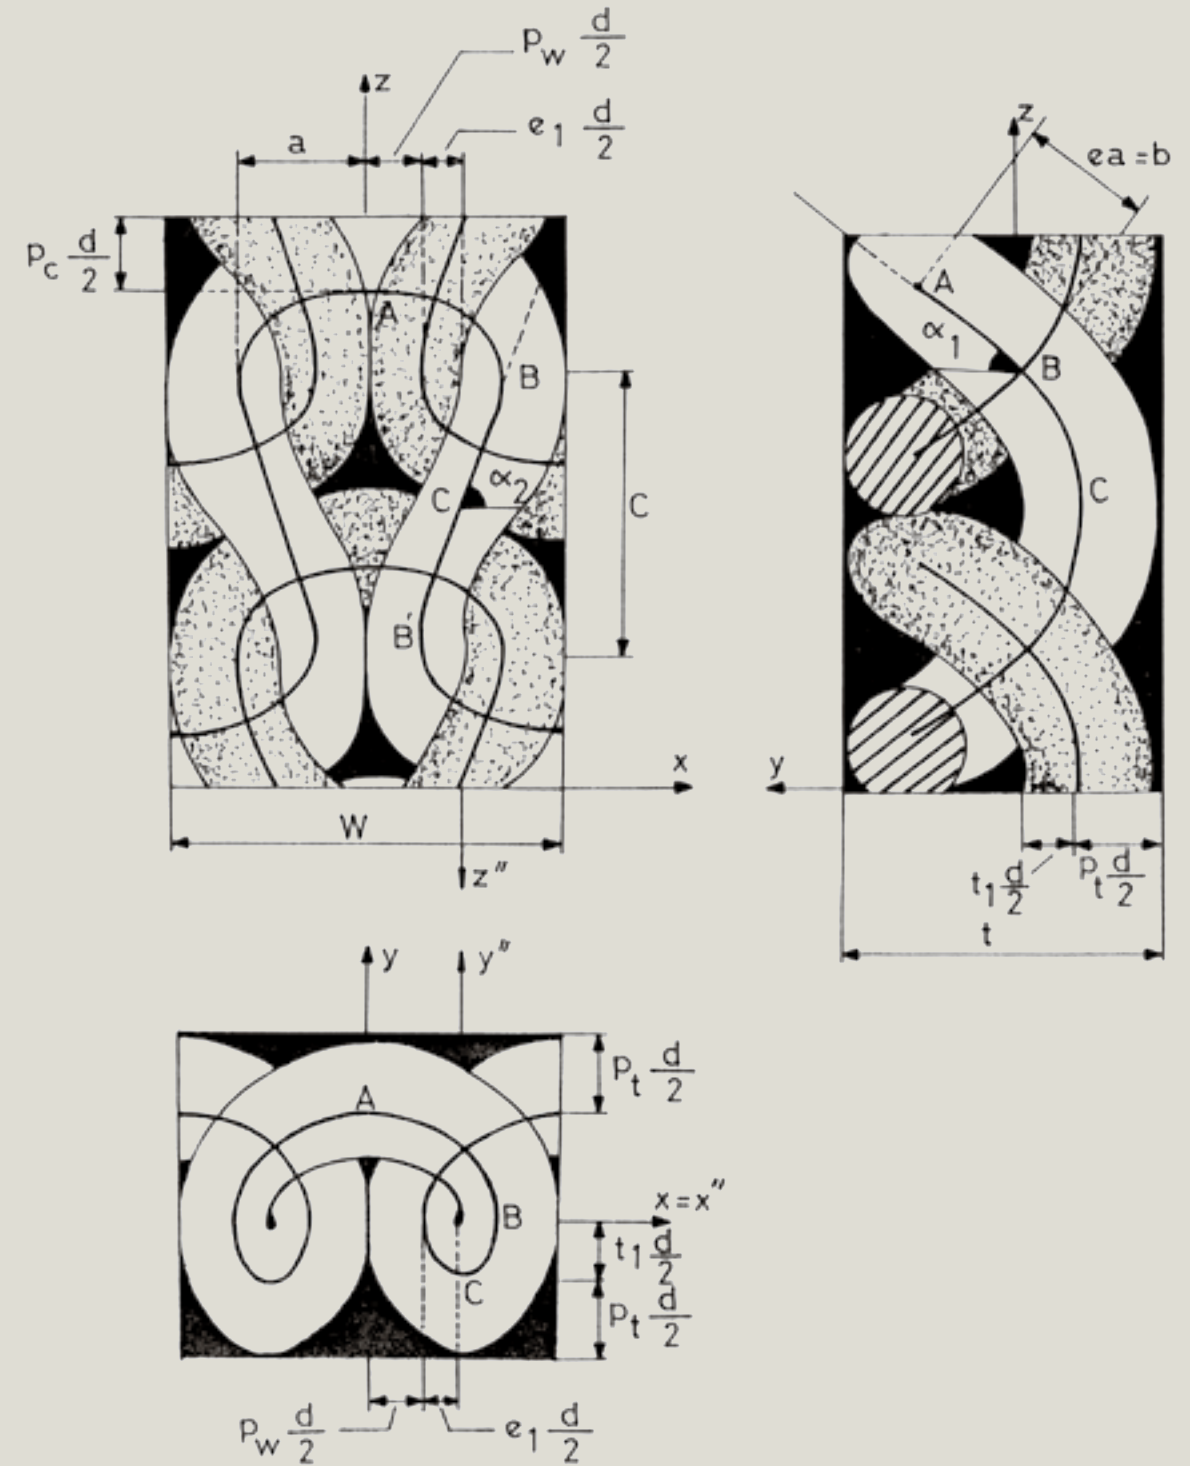 p_w d/2
z
e_1 d/2
a
p_c d/2
A
B
C
α_2
C
B'
x
W
z″
z
ea = b
A
α_1
B
C
y
t_1 d/2
p_t d/2
t
y
y″
p_t d/2
A
x = x″
B
t_1 d/2
C
p_t d/2
p_w d/2
e_1 d/2